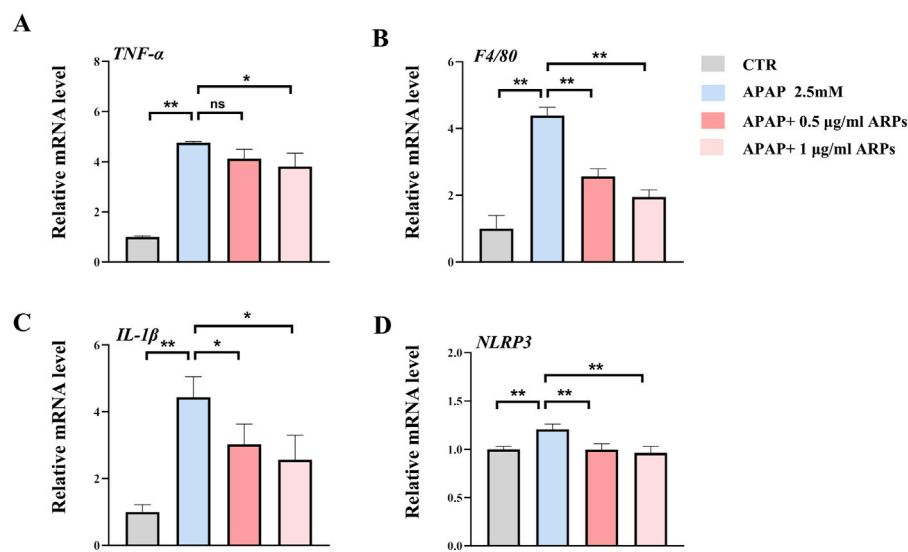 A
TNF-α
Relative mRNA level
8
6
4
2
0
**
ns
*
B
F4/80
Relative mRNA level
6
4
2
0
**
**
**
CTR
APAP 2.5mM
APAP+ 0.5 μg/ml ARPs
APAP+ 1 μg/ml ARPs
C
IL-1β
Relative mRNA level
6
4
2
0
**
*
*
D
NLRP3
Relative mRNA level
2.0
1.5
1.0
0.5
0.0
**
**
**